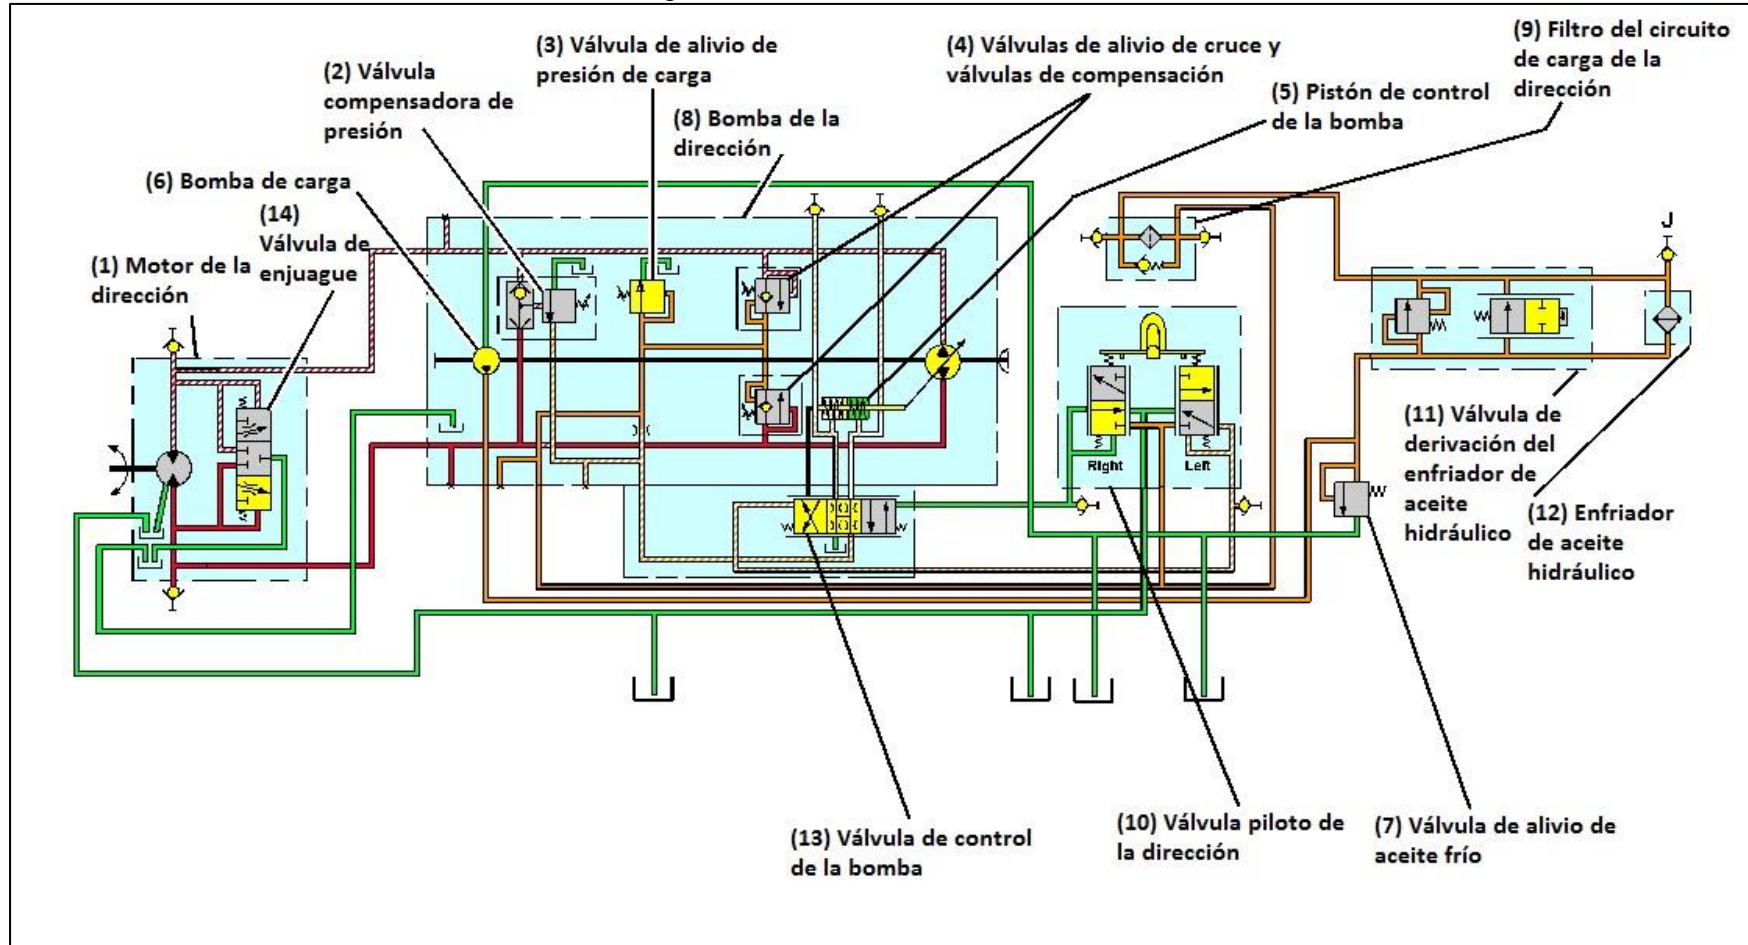 (3) Válvula de alivio de
presión de carga
(4) Válvulas de alivio de cruce y
válvulas de compensación
(9) Filtro del circuito
de carga de la
dirección
(2) Válvula
compensadora de
presión
(8) Bomba de la
dirección
(5) Pistón de control
de la bomba
(6) Bomba de carga
(14)
Válvula de
enjuague
(1) Motor de la
dirección
J
Right
Left
(11) Válvula de
derivación del
enfriador de
aceite
hidráulico
(12) Enfriador
de aceite
hidráulico
(13) Válvula de control
de la bomba
(10) Válvula piloto de
la dirección
(7) Válvula de alivio de
aceite frío